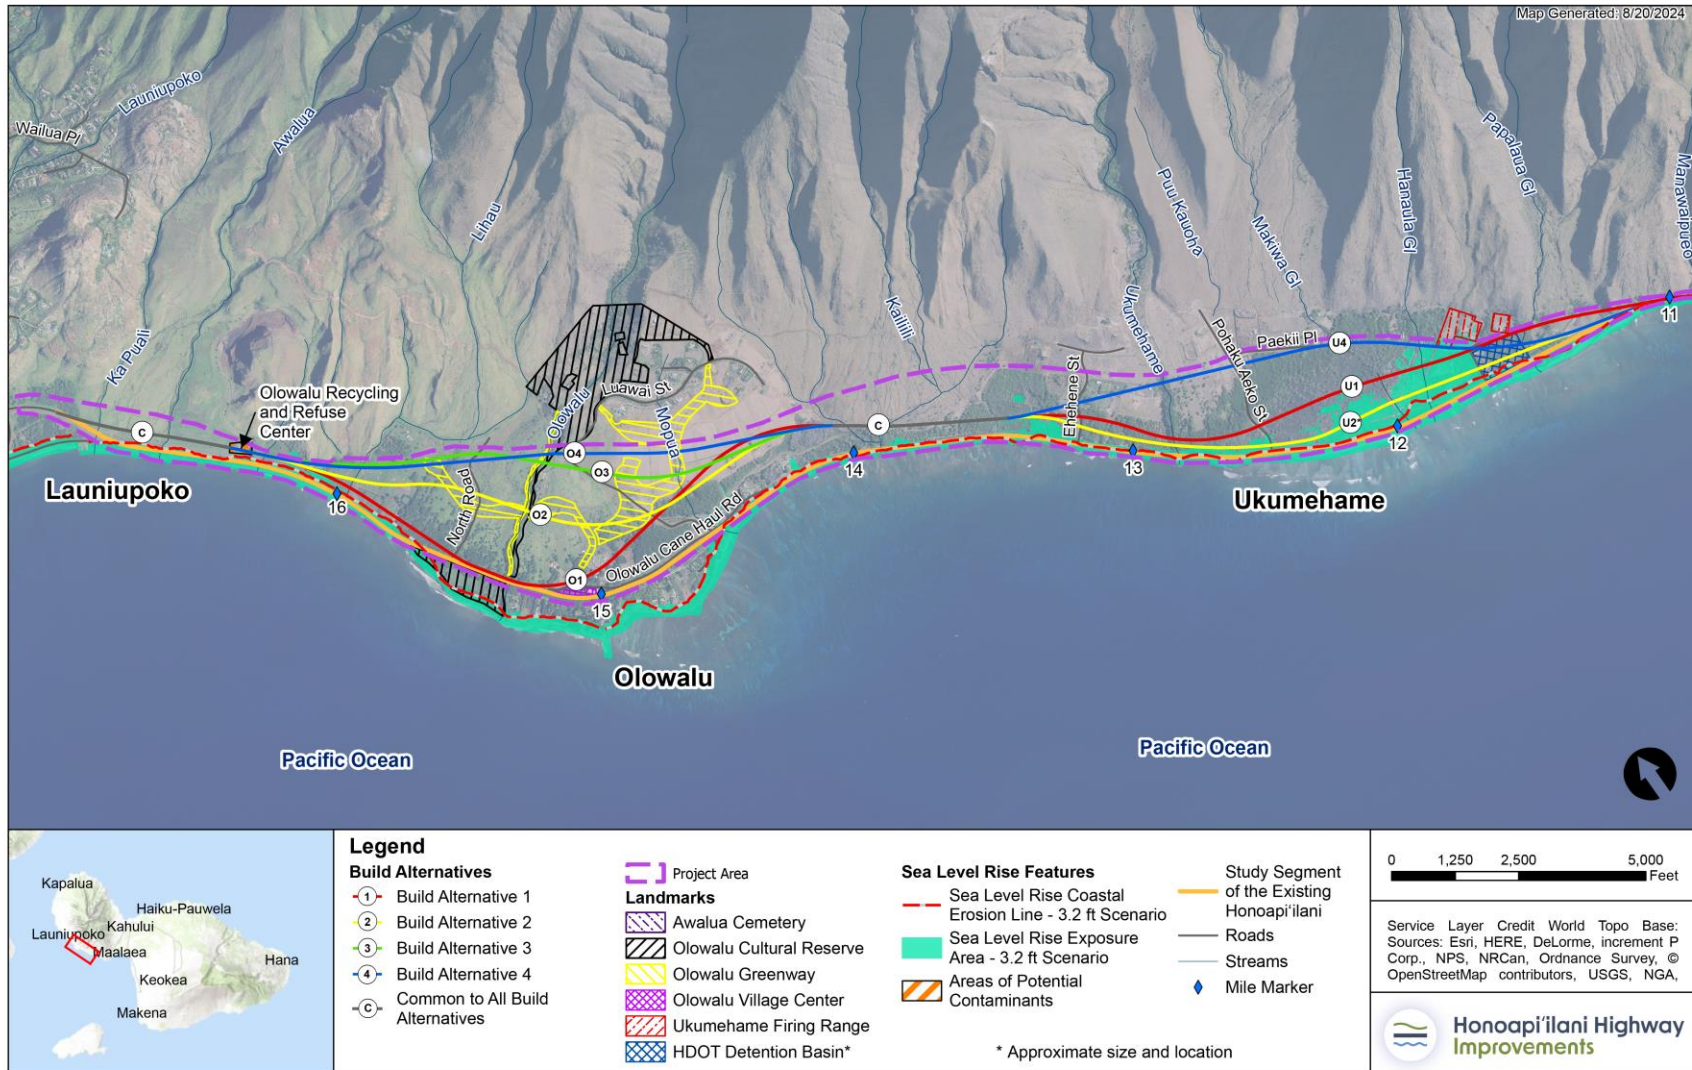 Map Generated: 8/20/2024
Launiupoko
Wailua Pl
Awalua
Lihau
Ka Puali
Olowalu Recycling
and Refuse
Center
C
Launiupoko
16
North Road
Olowalu
Luawai St
Mopua
O4
O3
O2
O1
Olowalu Cane Haul Rd
15
Olowalu
Kaliili
C
14
Ehehene St
Ukumehame
13
Puu Kauoha
Makiwa Gl
Pohaku Aeko St
Paekii Pl
U4
U1
U2*
12
Hanaula Gl
Papalaua Gl
Manawaipueo
11
Ukumehame
Pacific Ocean
Pacific Ocean
Kapalua
Haiku-Pauwela
Kahului
Launiupoko
Maalaea
Hana
Keokea
Makena
Legend
Build Alternatives
1 Build Alternative 1
2 Build Alternative 2
3 Build Alternative 3
4 Build Alternative 4
C Common to All Build
Alternatives
Project Area
Landmarks
Awalua Cemetery
Olowalu Cultural Reserve
Olowalu Greenway
Olowalu Village Center
Ukumehame Firing Range
HDOT Detention Basin*
Sea Level Rise Features
Sea Level Rise Coastal
Erosion Line - 3.2 ft Scenario
Sea Level Rise Exposure
Area - 3.2 ft Scenario
Areas of Potential
Contaminants
* Approximate size and location
Study Segment
of the Existing
Honoapiʻilani
Roads
Streams
Mile Marker
0 1,250 2,500 5,000
Feet
Service Layer Credit World Topo Base:
Sources: Esri, HERE, DeLorme, increment P
Corp., NPS, NRCan, Ordnance Survey, ©
OpenStreetMap contributors, USGS, NGA,
Honoapiʻilani Highway
Improvements